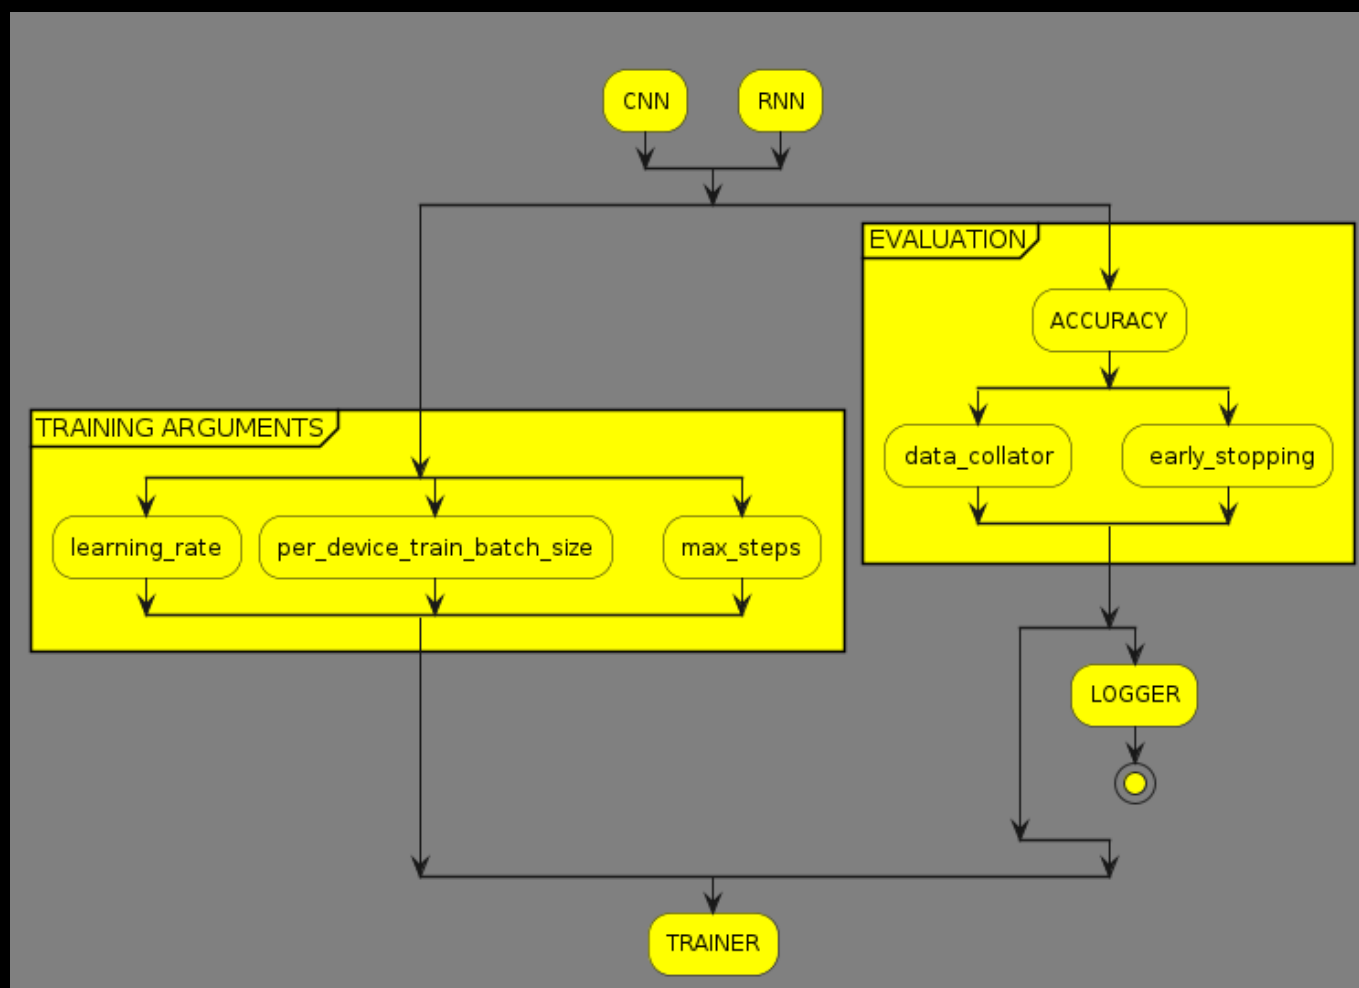 CNN
RNN
EVALUATION
ACCURACY
TRAINING ARGUMENTS
data_collator
early_stopping
learning_rate
per_device_train_batch_size
max_steps
LOGGER
TRAINER